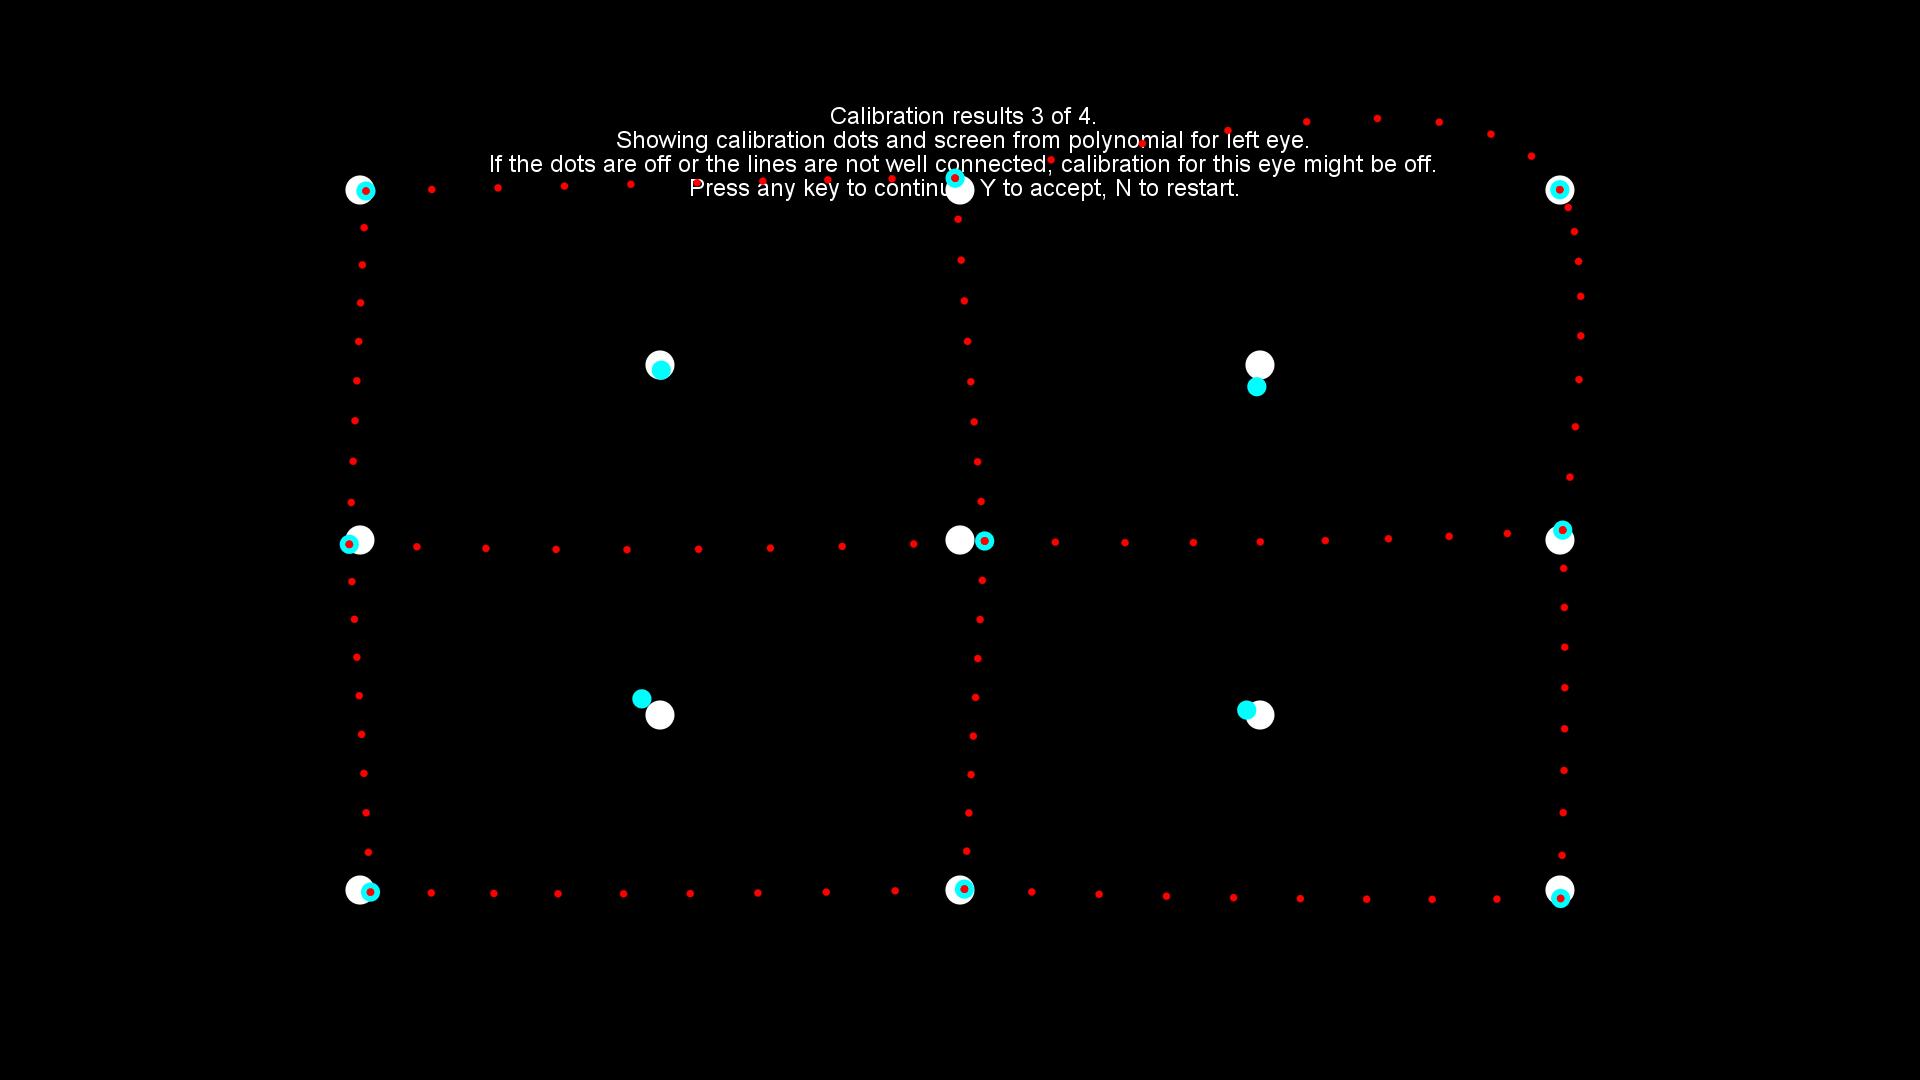 Calibration results 3 of 4.
Showing calibration dots and screen from polynomial for left eye.
If the dots are off or the lines are not well connected, calibration for this eye might be off.
Press any key to continue, Y to accept, N to restart.